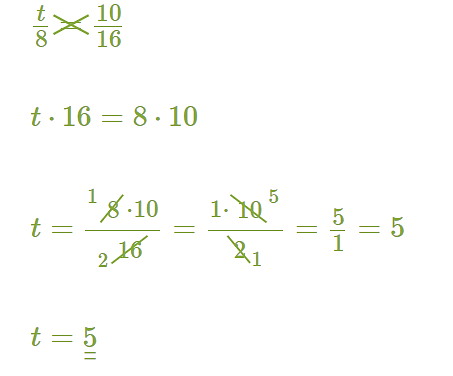 t/8 = 10/16
t · 16 = 8 · 10
t = (1 8 · 10)/(2 16) = (1 · 10 5)/(2 1) = 5/1 = 5
t = 5